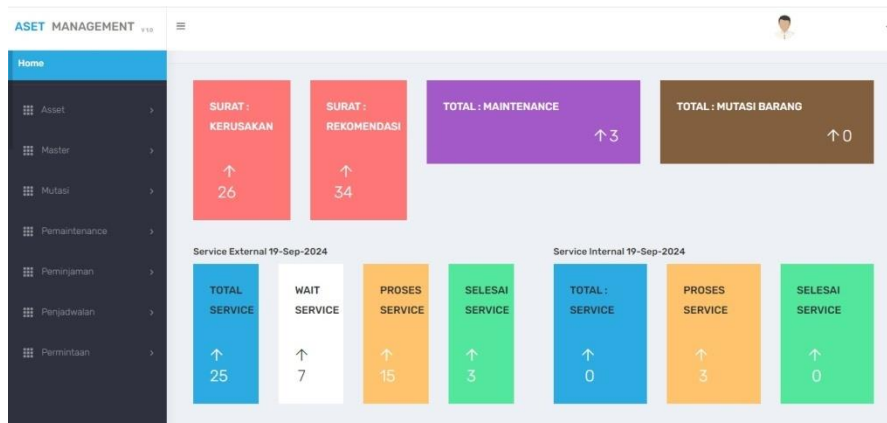 ASET MANAGEMENT V 1.0
Home
Asset
Master
Mutasi
Pemaintenance
Peminjaman
Penjadwalan
Permintaan
SURAT :
KERUSAKAN
26
SURAT :
REKOMENDASI
34
TOTAL : MAINTENANCE
3
TOTAL : MUTASI BARANG
0
Service External 19-Sep-2024
TOTAL
SERVICE
25
WAIT
SERVICE
7
PROSES
SERVICE
15
SELESAI
SERVICE
3
Service Internal 19-Sep-2024
TOTAL :
SERVICE
0
PROSES
SERVICE
3
SELESAI
SERVICE
0